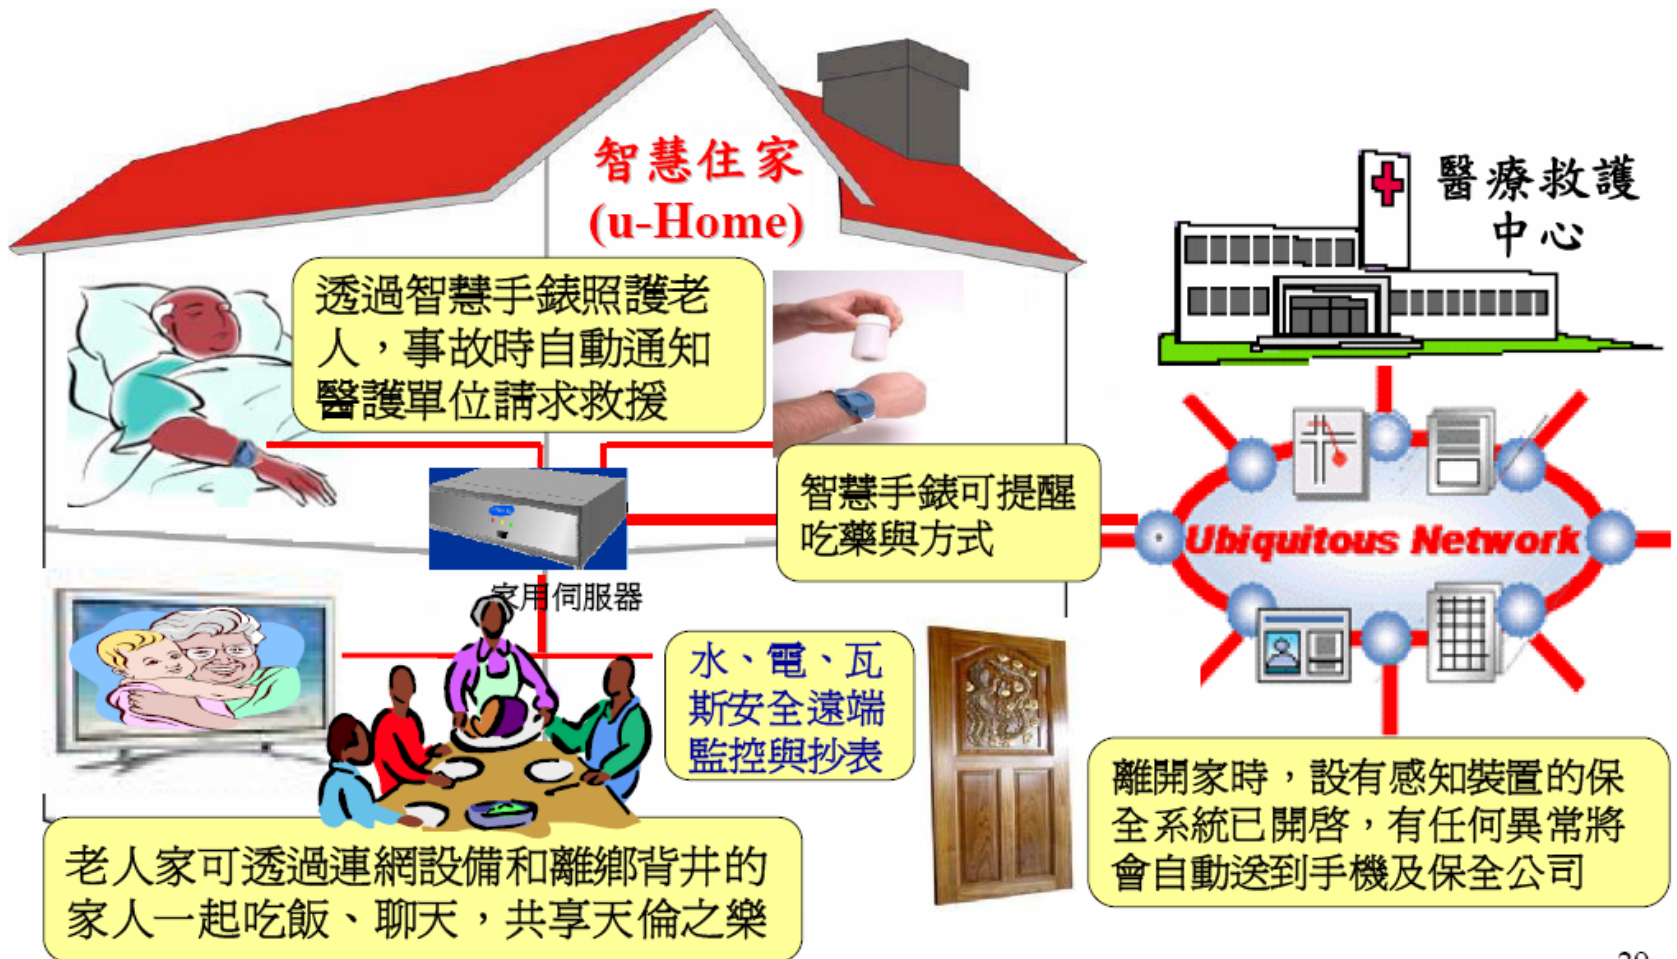 智慧住家
(u-Home)
醫療救護
中心
透過智慧手錶照護老
人，事故時自動通知
醫護單位請求救援
智慧手錶可提醒
吃藥與方式
Ubiquitous Network
家用伺服器
水、電、瓦
斯安全遠端
監控與抄表
離開家時，設有感知裝置的保
全系統已開啓，有任何異常將
會自動送到手機及保全公司
老人家可透過連網設備和離鄉背井的
家人一起吃飯、聊天，共享天倫之樂